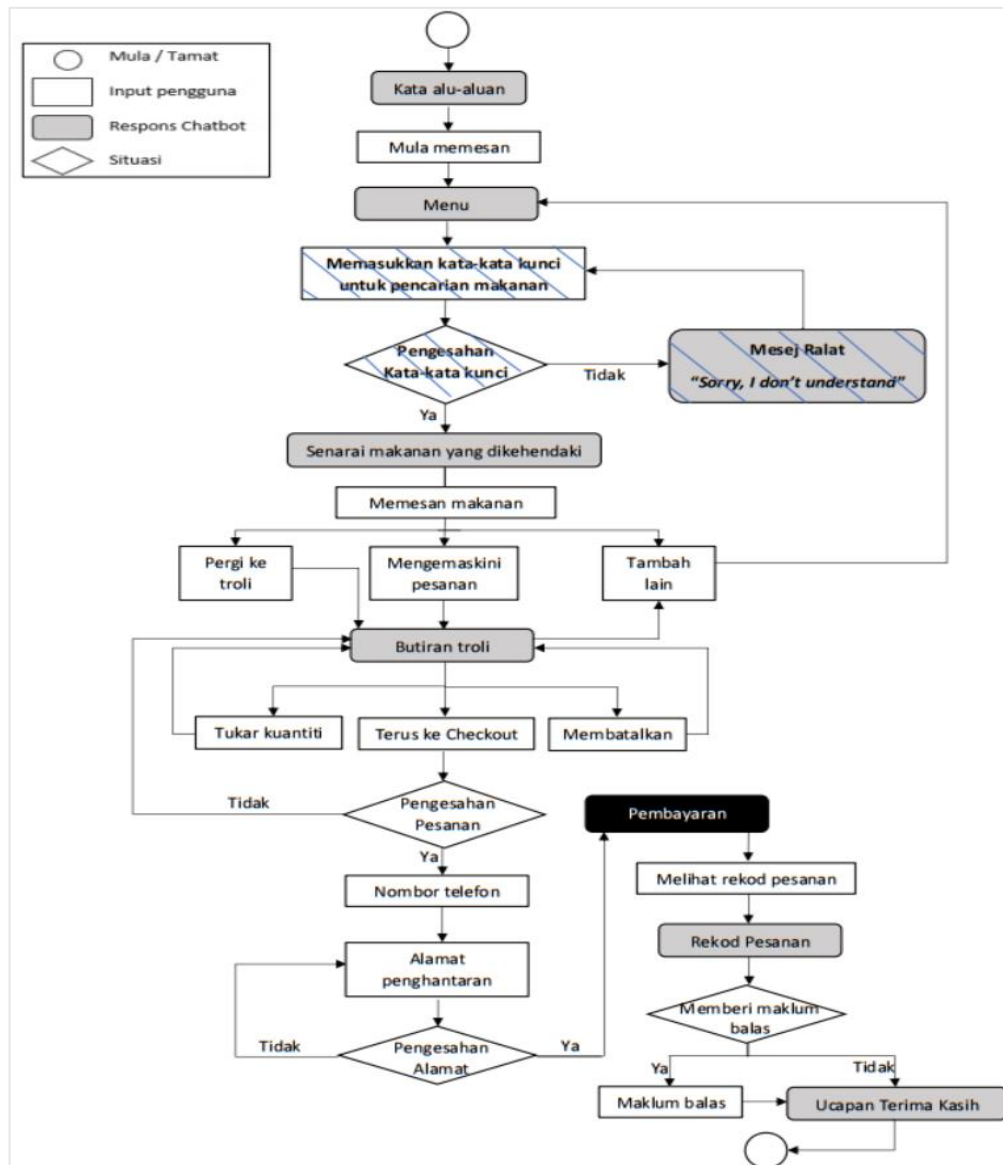 Mula / Tamat
Input pengguna
Respons Chatbot
Situasi
Kata alu-aluan
Mula memesan
Menu
Memasukkan kata-kata kunci
untuk pencarian makanan
Pengesahan
Kata-kata kunci
Tidak
Mesej Ralat
“Sorry, I don’t understand”
Ya
Senarai makanan yang dikehendaki
Memesan makanan
Pergi ke
troli
Mengemaskini
pesanan
Tambah
lain
Butiran troli
Tukar kuantiti
Terus ke Checkout
Membatalkan
Tidak
Pengesahan
Pesanan
Ya
Nombor telefon
Alamat
penghantaran
Tidak
Pengesahan
Alamat
Ya
Pembayaran
Melihat rekod pesanan
Rekod Pesanan
Memberi maklum
balas
Ya
Tidak
Maklum balas
Ucapan Terima Kasih